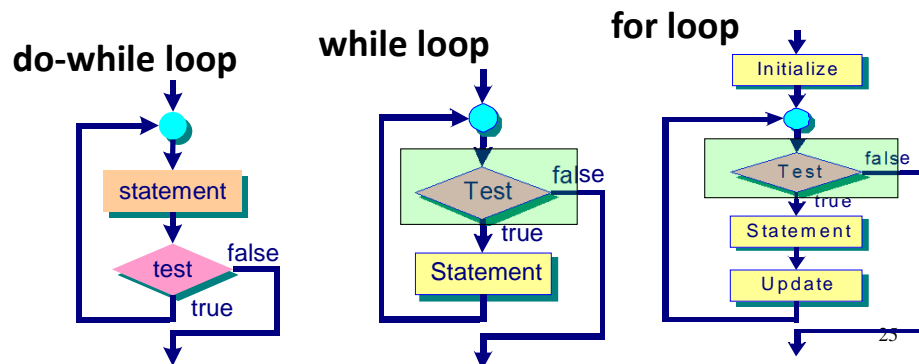 do-while loop
statement
test
false
true
while loop
Test
false
true
Statement
for loop
Initialize
Test
false
true
Statement
Update
25